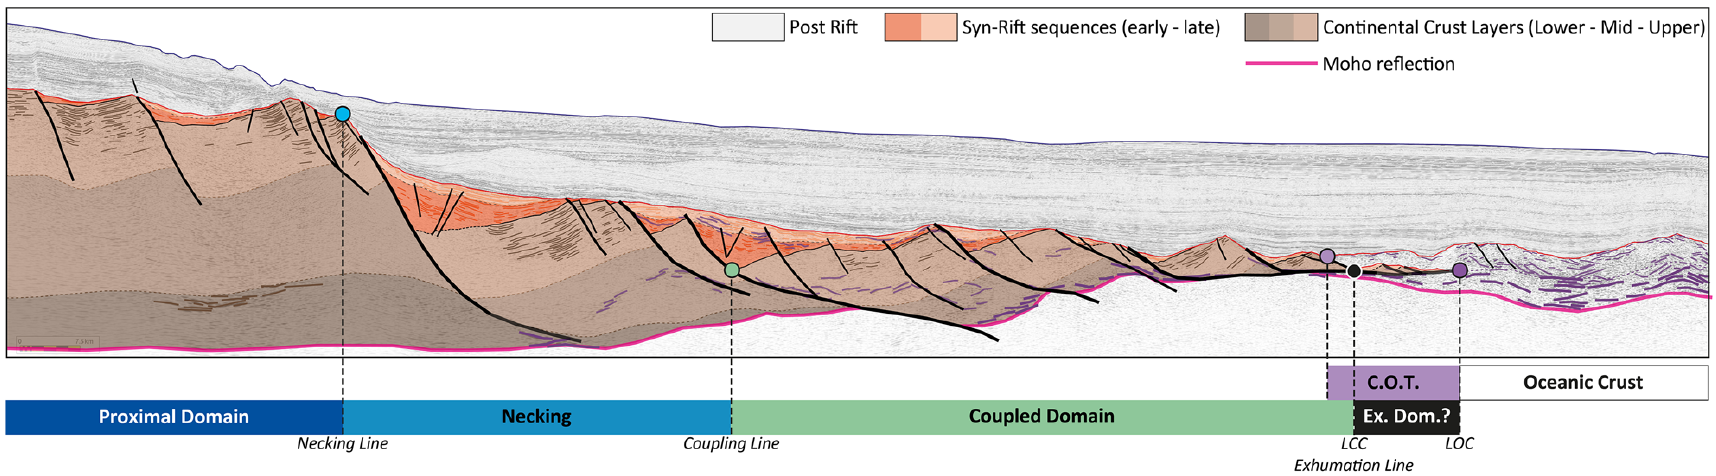 Post Rift
Syn-Rift sequences (early - late)
Continental Crust Layers (Lower - Mid - Upper)
Moho reflection
0
C.O.T.
Oceanic Crust
Proximal Domain
Necking
Coupled Domain
Ex. Dom.?
Necking Line
Coupling Line
LCC
LOC
Exhumation Line